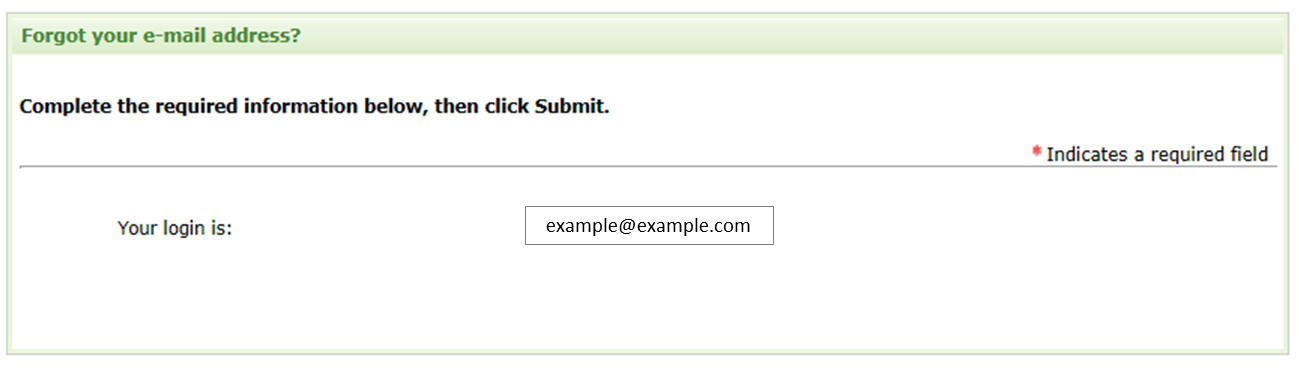 Forgot your e-mail address?
Complete the required information below, then click Submit.
* Indicates a required field
Your login is: example@example.com